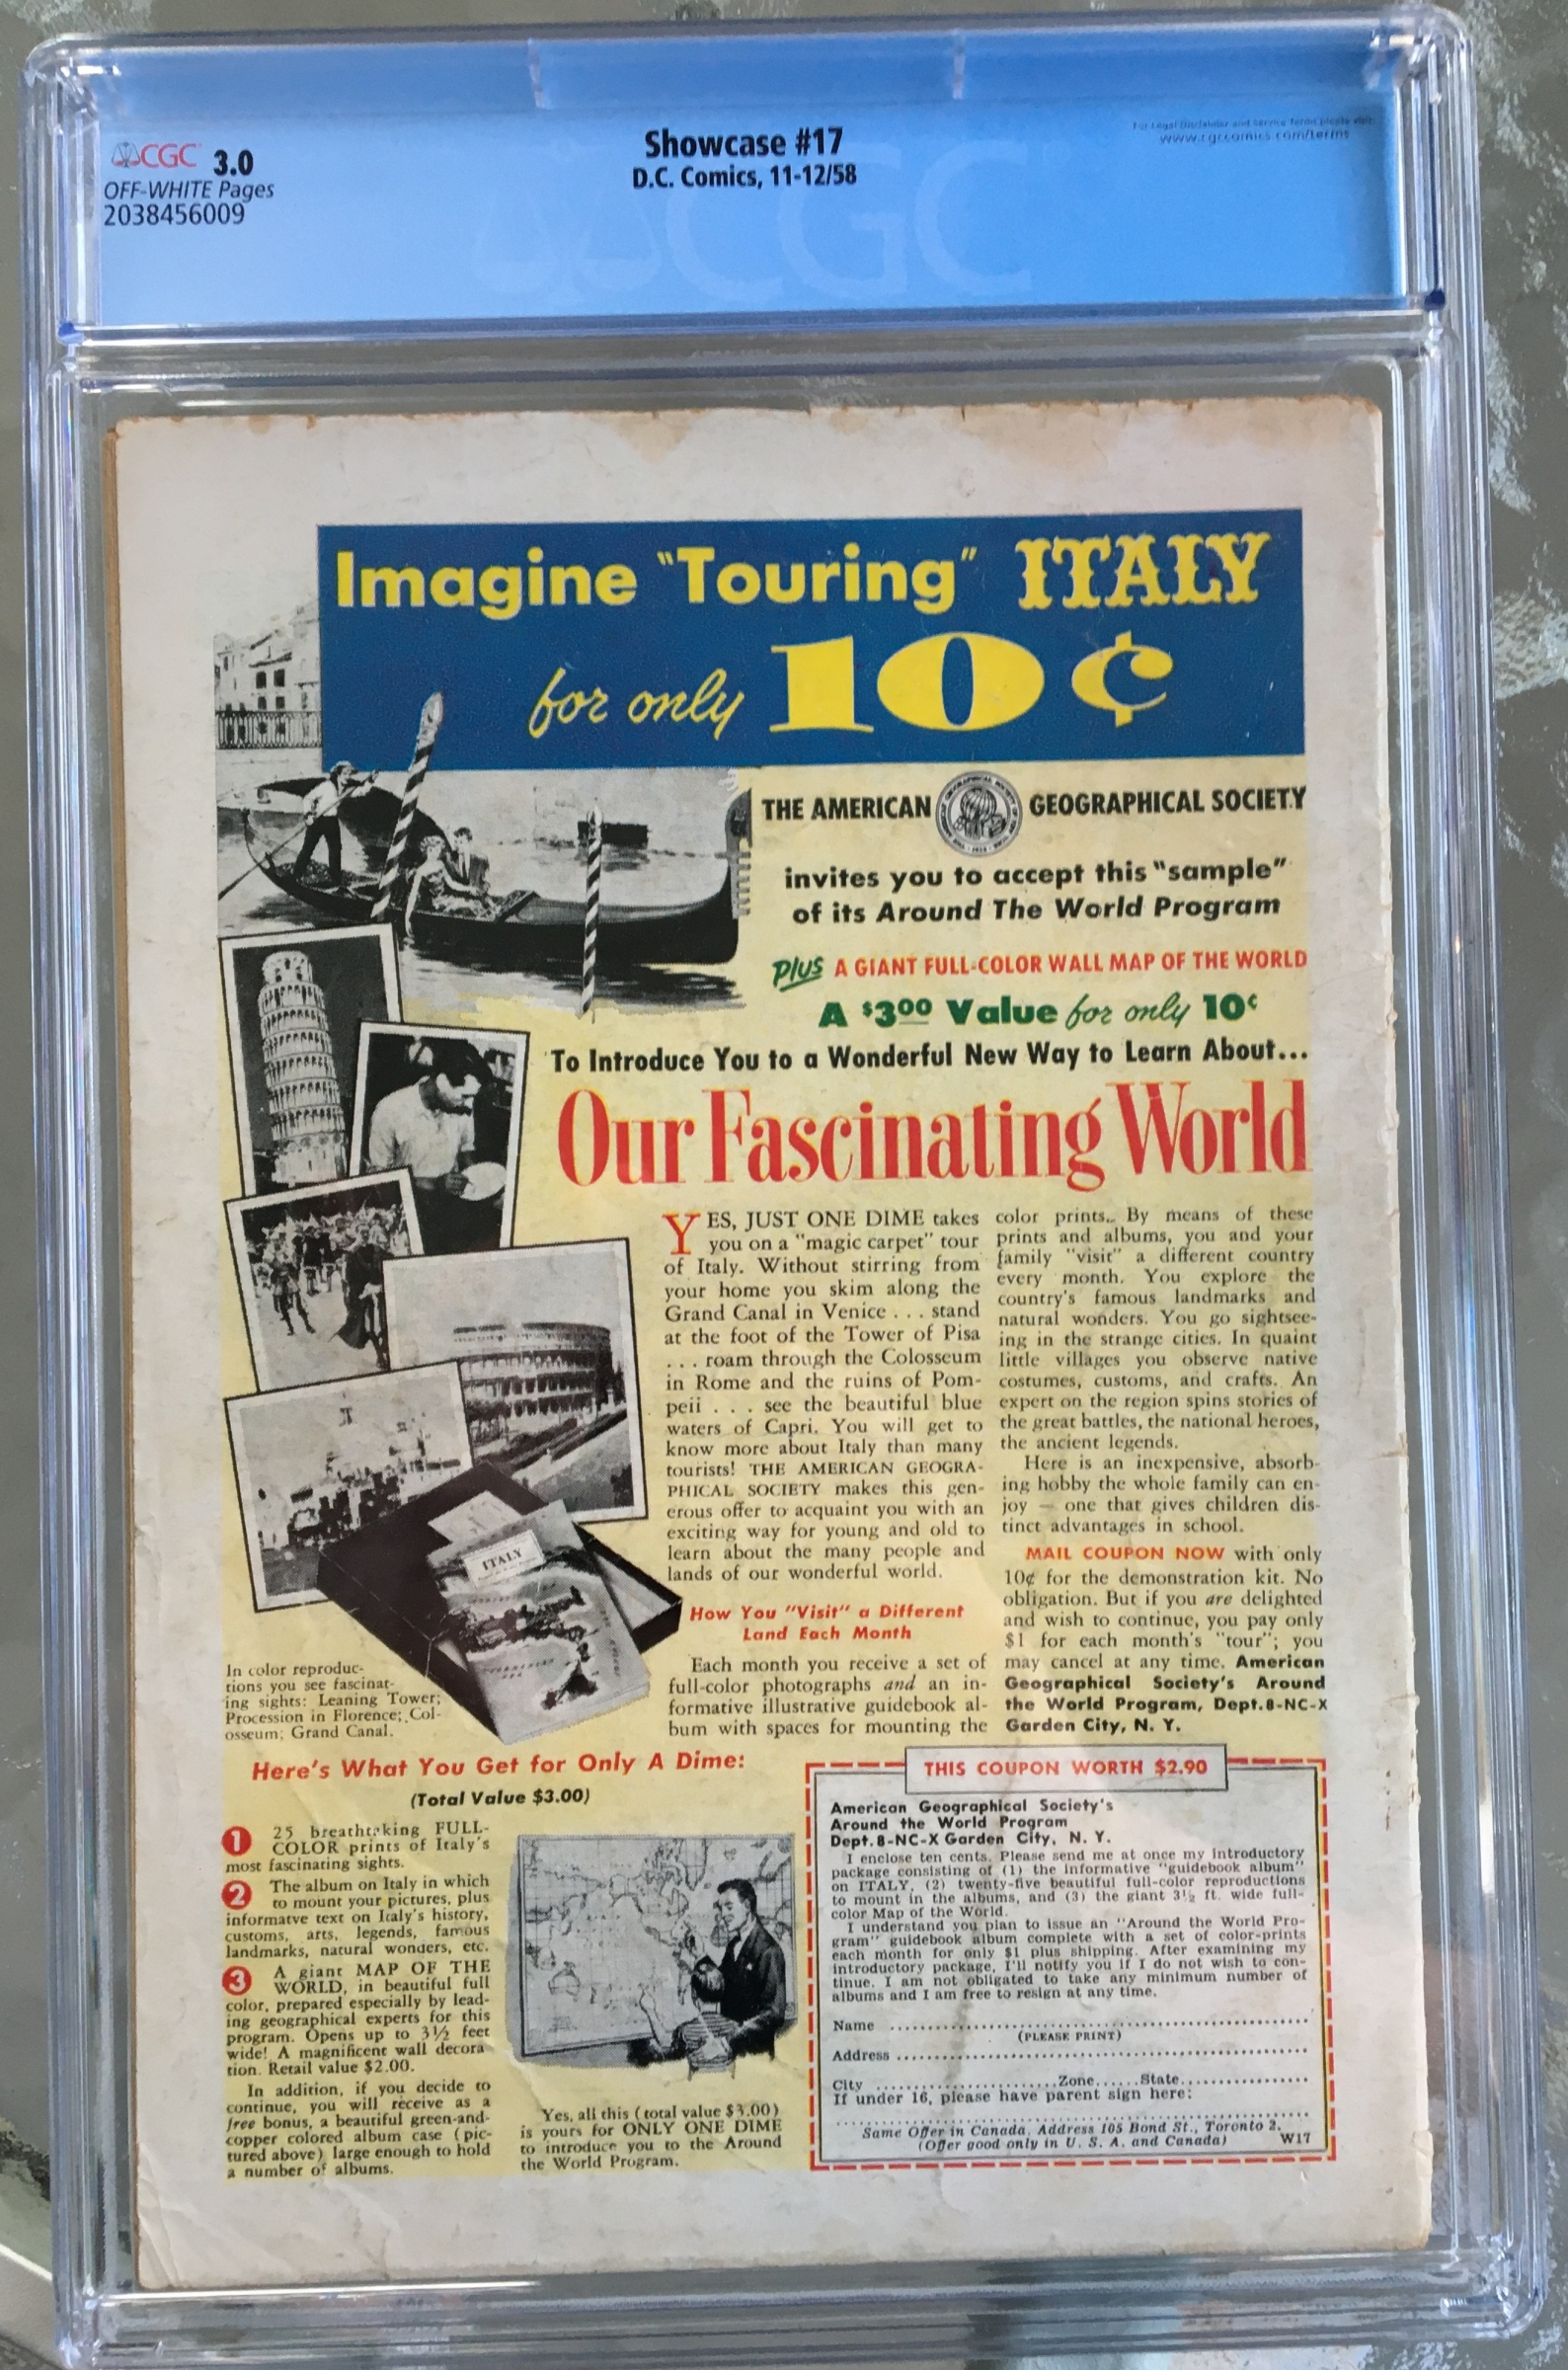 CGC 3.0
OFF-WHITE Pages
2038456009
Showcase #17
D.C. Comics, 11-12/58
For Legal Disclaimer and Service Terms please visit:
www.cgccomics.com/terms
CGC
Imagine "Touring" ITALY
for only 10¢
THE AMERICAN GEOGRAPHICAL SOCIETY
invites you to accept this "sample"
of its Around The World Program
plus A GIANT FULL-COLOR WALL MAP OF THE WORLD
A $3.00 Value for only 10¢
To Introduce You to a Wonderful New Way to Learn About...
Our Fascinating World
YES, JUST ONE DIME takes
you on a "magic carpet" tour
of Italy. Without stirring from
your home you skim along the
Grand Canal in Venice . . . stand
at the foot of the Tower of Pisa
. . . roam through the Colosseum
in Rome and the ruins of Pom-
peii . . . see the beautiful blue
waters of Capri. You will get to
know more about Italy than many
tourists! THE AMERICAN GEOGRA-
PHICAL SOCIETY makes this gen-
erous offer to acquaint you with an
exciting way for young and old to
learn about the many people and
lands of our wonderful world.
How You "Visit" a Different
Land Each Month
Each month you receive a set of
full-color photographs and an in-
formative illustrative guidebook al-
bum with spaces for mounting the
color prints. By means of these
prints and albums, you and your
family "visit" a different country
every month. You explore the
country's famous landmarks and
natural wonders. You go sightsee-
ing in the strange cities. In quaint
little villages you observe native
costumes, customs, and crafts. An
expert on the region spins stories of
the great battles, the national heroes,
the ancient legends.
Here is an inexpensive, absorb-
ing hobby the whole family can en-
joy — one that gives children dis-
tinct advantages in school.
MAIL COUPON NOW with only
10¢ for the demonstration kit. No
obligation. But if you are delighted
and wish to continue, you pay only
$1 for each month's "tour"; you
may cancel at any time. American
Geographical Society's Around
the World Program, Dept.8-NC-X
Garden City, N. Y.
ITALY
In color reproduc-
tions you see fascinat-
ing sights: Leaning Tower;
Procession in Florence; Col-
osseum; Grand Canal.
Here's What You Get for Only A Dime:
(Total Value $3.00)
1 25 breathtaking FULL-
COLOR prints of Italy's
most fascinating sights.
2 The album on Italy in which
to mount your pictures, plus
informatve text on Italy's history,
customs, arts, legends, famous
landmarks, natural wonders, etc.
3 A giant MAP OF THE
WORLD, in beautiful full
color, prepared especially by lead-
ing geographical experts for this
program. Opens up to 3½ feet
wide! A magnificent wall decora
tion. Retail value $2.00.
In addition, if you decide to
continue, you will receive as a
free bonus, a beautiful green-and-
copper colored album case (pic-
tured above) large enough to hold
a number of albums.
Yes, all this (total value $3.00)
is yours for ONLY ONE DIME
to introduce you to the Around
the World Program.
THIS COUPON WORTH $2.90
American Geographical Society's
Around the World Program
Dept. 8-NC-X Garden City, N. Y.
I enclose ten cents. Please send me at once my introductory
package consisting of (1) the informative "guidebook album"
on ITALY, (2) twenty-five beautiful full-color reproductions
to mount in the albums, and (3) the giant 3½ ft. wide full-
color Map of the World.
I understand you plan to issue an "Around the World Pro-
gram" guidebook album complete with a set of color-prints
each month for only $1 plus shipping. After examining my
introductory package, I'll notify you if I do not wish to con-
tinue. I am not obligated to take any minimum number of
albums and I am free to resign at any time.
Name
(PLEASE PRINT)
Address
City Zone State
If under 16, please have parent sign here:
Same Offer in Canada. Address 105 Bond St., Toronto 2.
(Offer good only in U. S. A. and Canada) W17